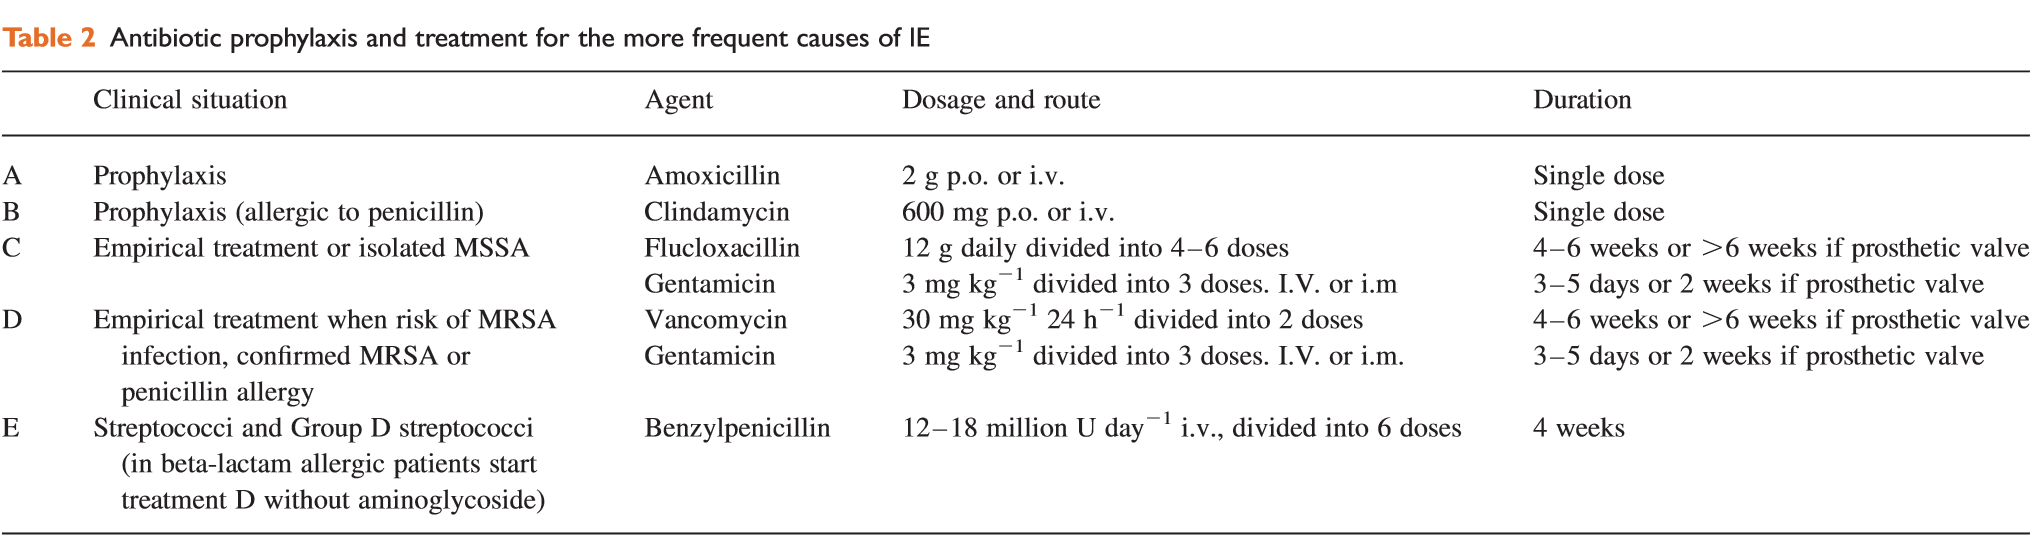 Table 2 Antibiotic prophylaxis and treatment for the more frequent causes of IE
Clinical situation Agent Dosage and route Duration
A Prophylaxis Amoxicillin 2 g p.o. or i.v. Single dose
B Prophylaxis (allergic to penicillin) Clindamycin 600 mg p.o. or i.v. Single dose
C Empirical treatment or isolated MSSA Flucloxacillin 12 g daily divided into 4–6 doses 4–6 weeks or >6 weeks if prosthetic valve
Gentamicin 3 mg kg⁻¹ divided into 3 doses. I.V. or i.m 3–5 days or 2 weeks if prosthetic valve
D Empirical treatment when risk of MRSA Vancomycin 30 mg kg⁻¹ 24 h⁻¹ divided into 2 doses 4–6 weeks or >6 weeks if prosthetic valve
infection, confirmed MRSA or Gentamicin 3 mg kg⁻¹ divided into 3 doses. I.V. or i.m. 3–5 days or 2 weeks if prosthetic valve
penicillin allergy
E Streptococci and Group D streptococci Benzylpenicillin 12–18 million U day⁻¹ i.v., divided into 6 doses 4 weeks
(in beta-lactam allergic patients start
treatment D without aminoglycoside)